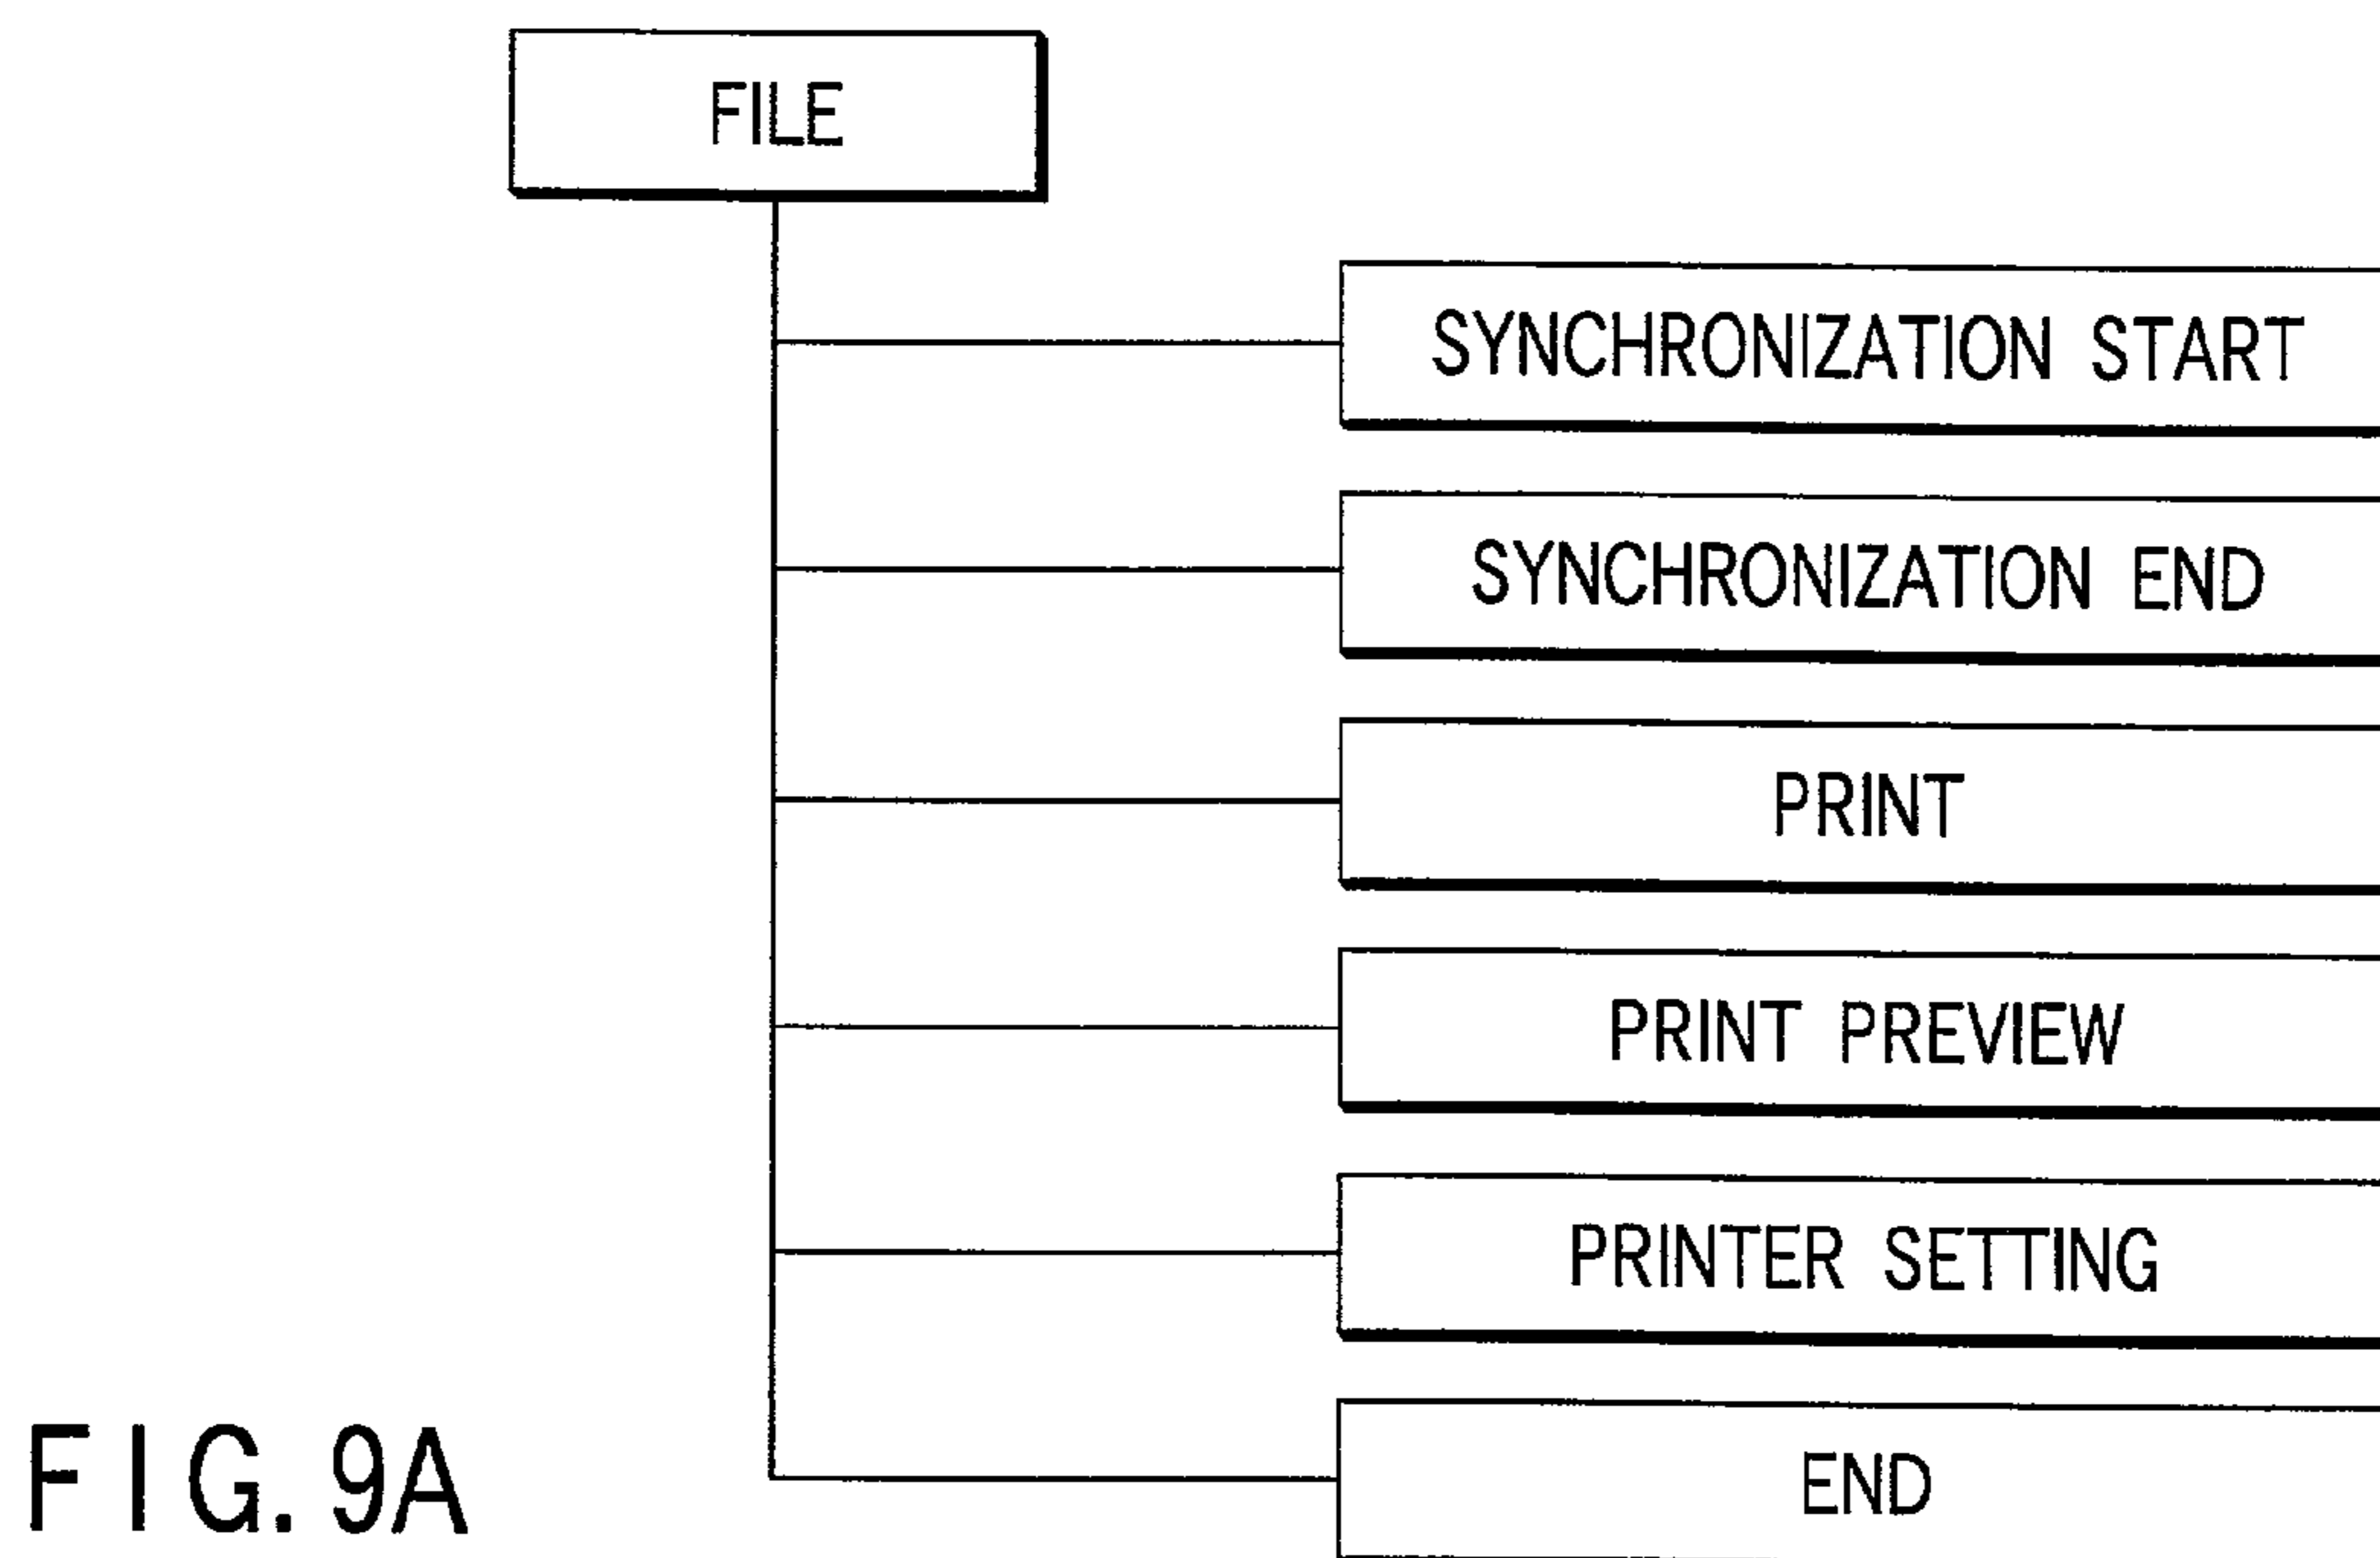 FILE
SYNCHRONIZATION START
SYNCHRONIZATION END
PRINT
PRINT PREVIEW
PRINTER SETTING
END
FIG. 9A